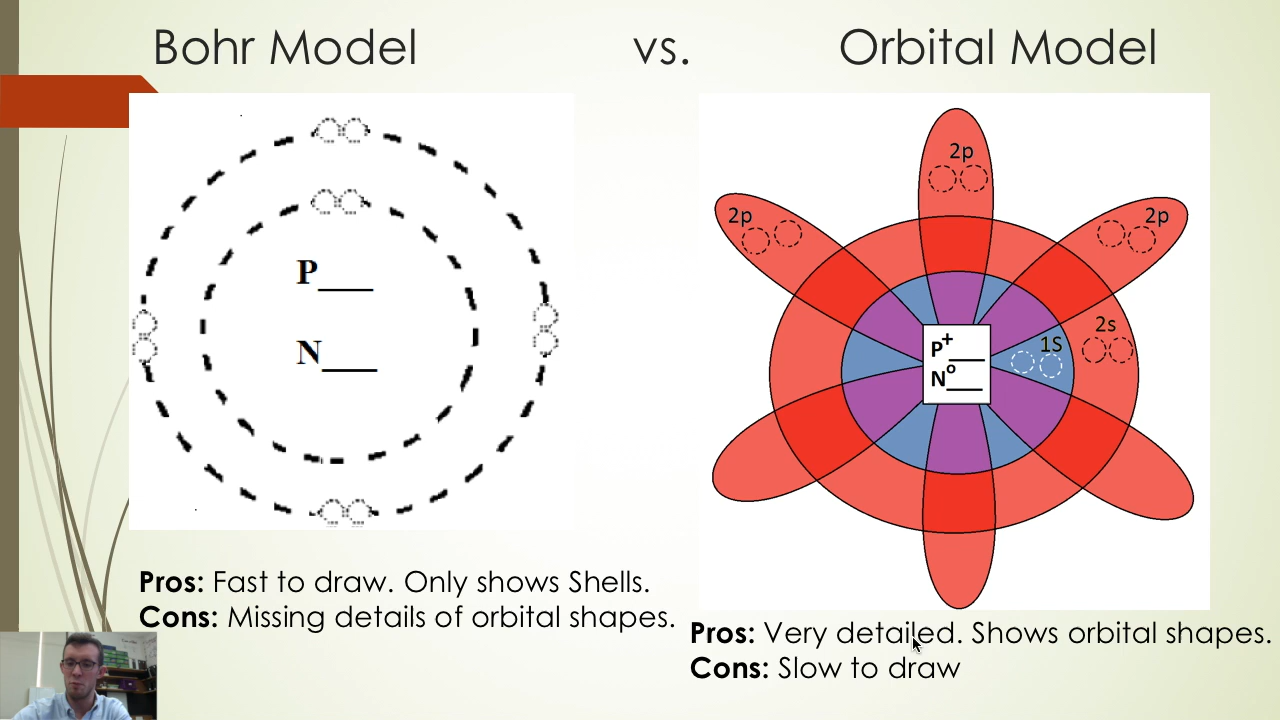 Bohr Model vs. Orbital Model
P___
N___
Pros: Fast to draw. Only shows Shells.
Cons: Missing details of orbital shapes.
2p
2p
2p
2s
1S
P+___
No___
Pros: Very detailed. Shows orbital shapes.
Cons: Slow to draw